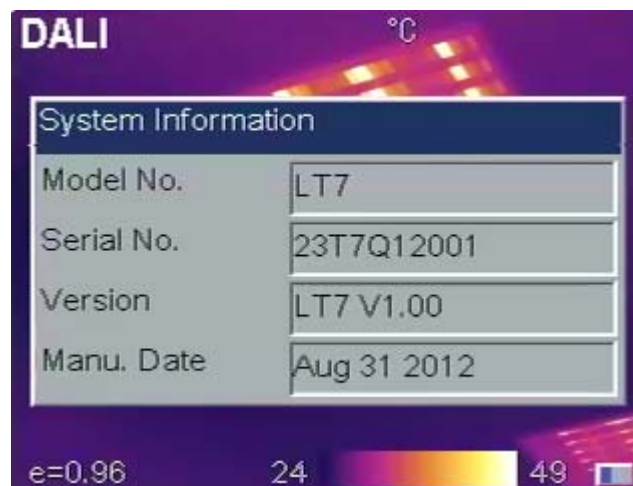 DALI
°C
System Information
Model No. LT7
Serial No. 23T7Q12001
Version LT7 V1.00
Manu. Date Aug 31 2012
e=0.96 24 49